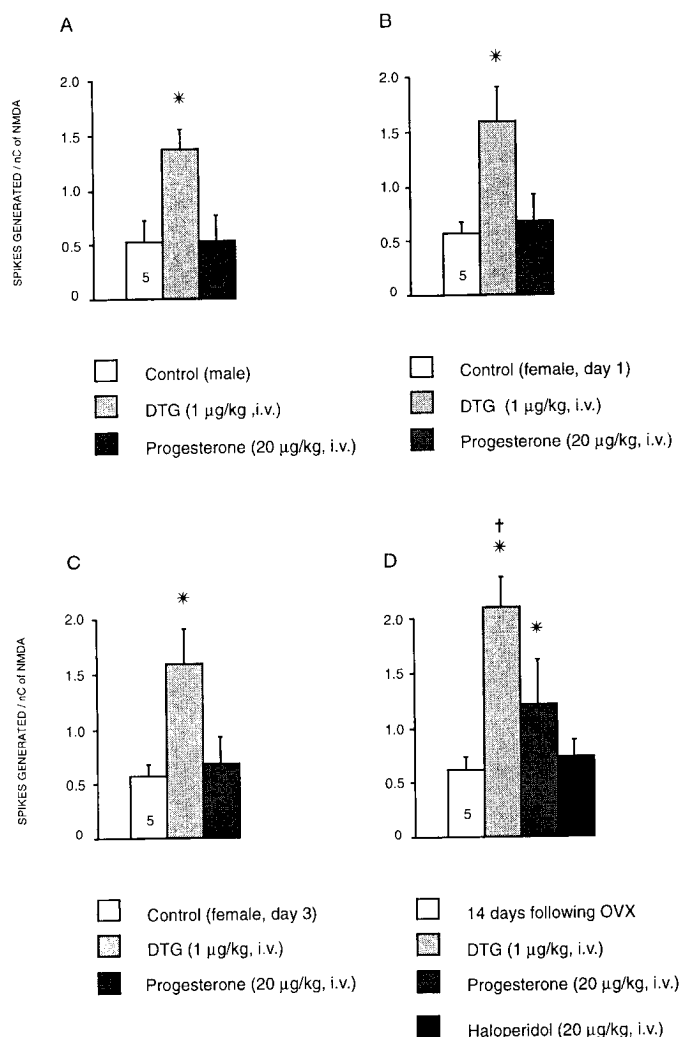 A
SPIKES GENERATED / nC of NMDA
2.0
1.5
1.0
0.5
0
*
5
Control (male)
DTG (1 µg/kg ,i.v.)
Progesterone (20 µg/kg, i.v.)
B
2.0
1.5
1.0
0.5
0
*
5
Control (female, day 1)
DTG (1 µg/kg, i.v.)
Progesterone (20 µg/kg, i.v.)
C
SPIKES GENERATED / nC of NMDA
2.0
1.5
1.0
0.5
0
*
5
Control (female, day 3)
DTG (1 µg/kg, i.v.)
Progesterone (20 µg/kg, i.v.)
D
2.0
1.5
1.0
0.5
0
†
*
*
5
14 days following OVX
DTG (1 µg/kg, i.v.)
Progesterone (20 µg/kg, i.v.)
Haloperidol (20 µg/kg, i.v.)